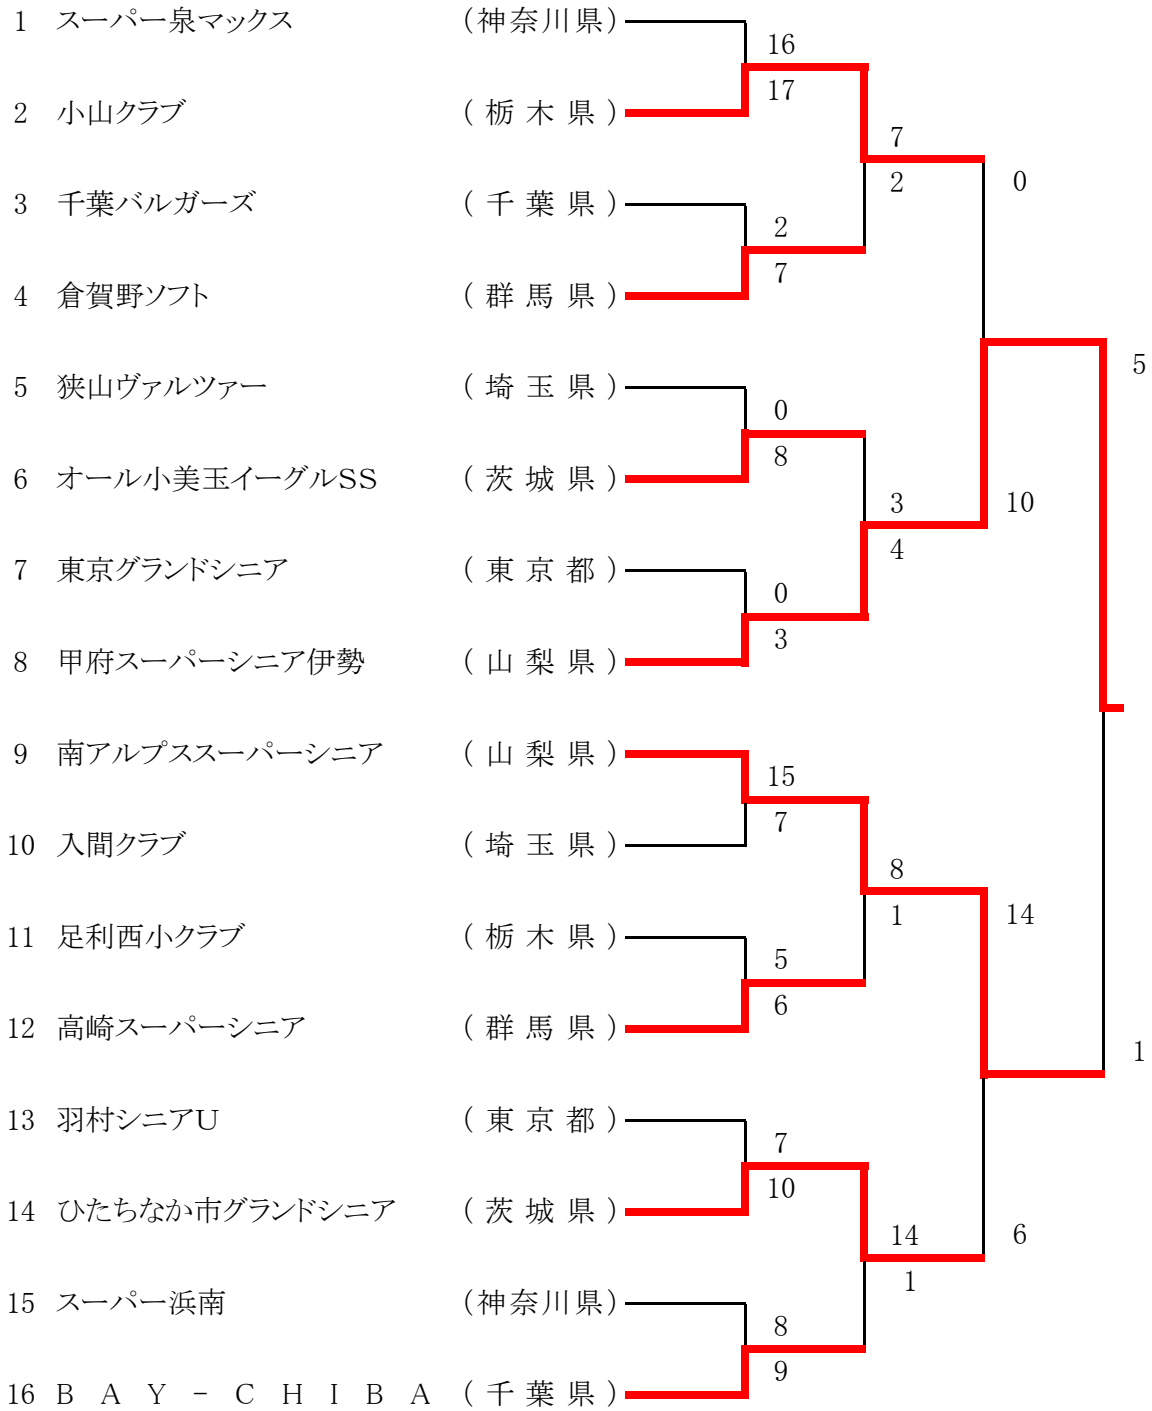 1 スーパー泉マックス (神奈川県)
16
17
2 小山クラブ (栃木県)
7
2
0
3 千葉バルガーズ (千葉県)
2
7
4 倉賀野ソフト (群馬県)
5
5 狭山ヴァルツァー (埼玉県)
0
8
6 オール小美玉イーグルSS (茨城県)
3
4
10
7 東京グランドシニア (東京都)
0
3
8 甲府スーパーシニア伊勢 (山梨県)
9 南アルプススーパーシニア (山梨県)
15
7
10 入間クラブ (埼玉県)
8
1
14
11 足利西小クラブ (栃木県)
5
6
12 高崎スーパーシニア (群馬県)
1
13 羽村シニアU (東京都)
7
10
14 ひたちなか市グランドシニア (茨城県)
14
1
6
15 スーパー浜南 (神奈川県)
8
9
16 BAY-CHIBA (千葉県)